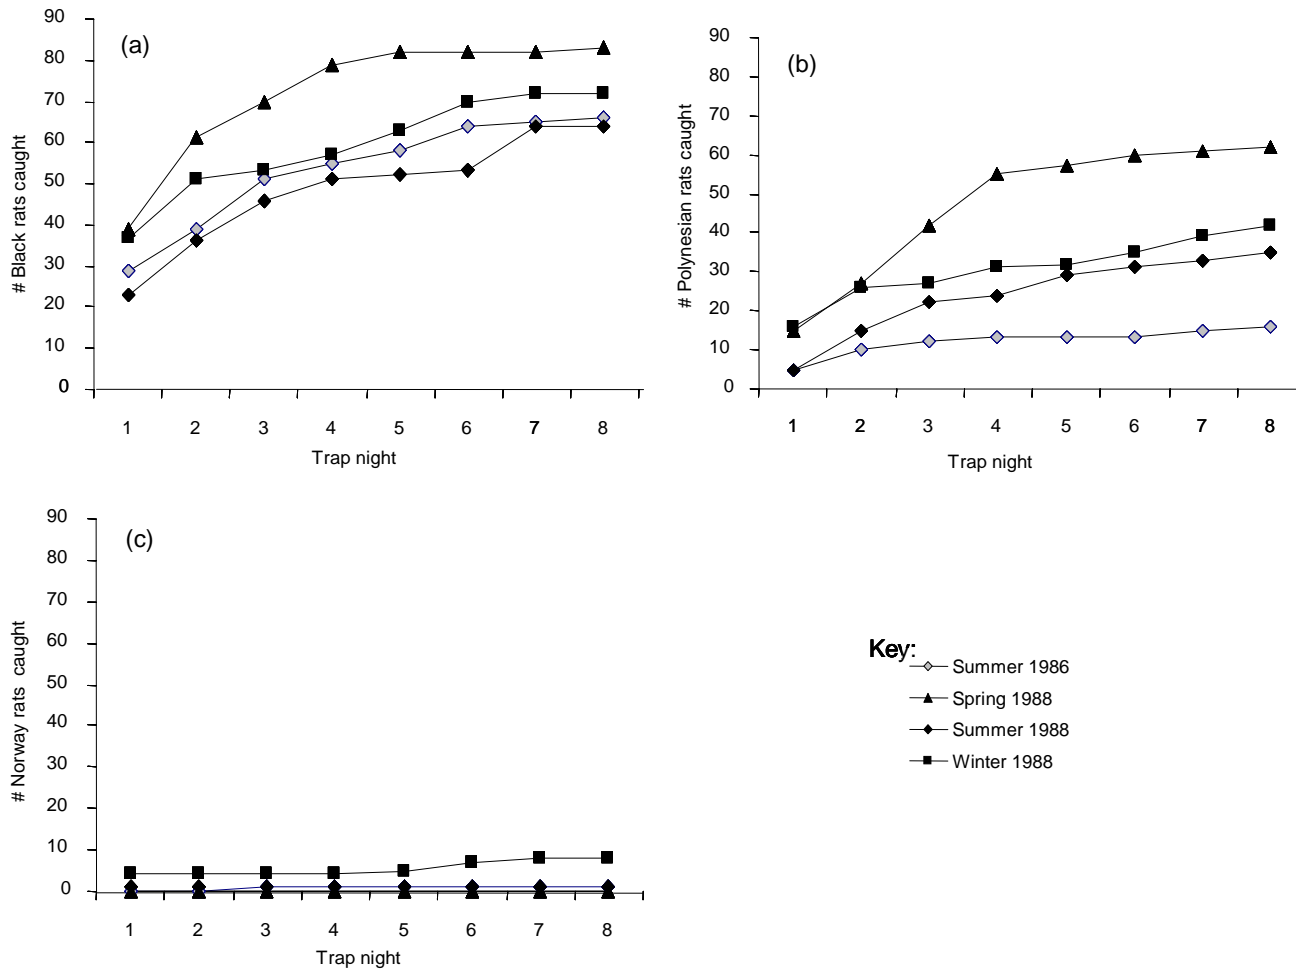 (a)
# Black rats caught
90
80
70
60
50
40
30
20
10
0
1 2 3 4 5 6 7 8
Trap night
(b)
# Polynesian rats caught
90
80
70
60
50
40
30
20
10
0
1 2 3 4 5 6 7 8
Trap night
(c)
# Norway rats caught
90
80
70
60
50
40
30
20
10
0
1 2 3 4 5 6 7 8
Trap night
Key:
Summer 1986
Spring 1988
Summer 1988
Winter 1988